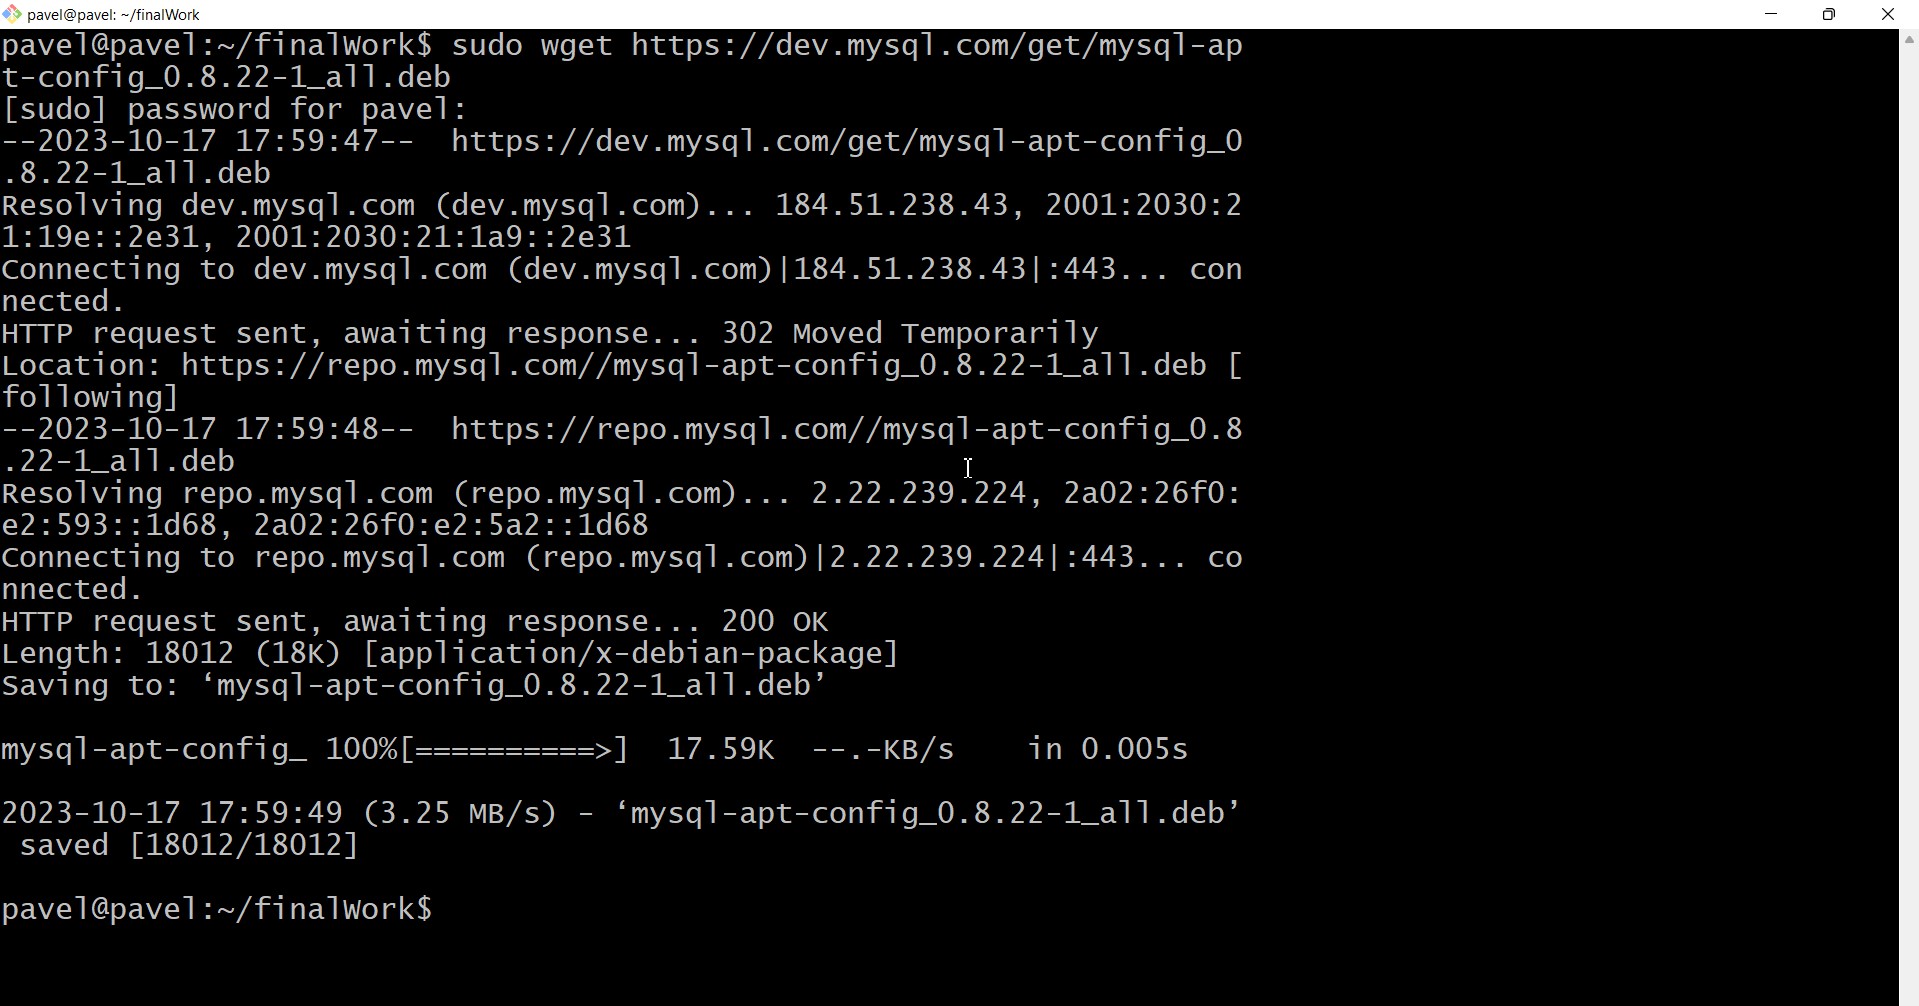 pavel@pavel: ~/finalWork
pavel@pavel:~/finalWork$ sudo wget https://dev.mysql.com/get/mysql-ap
t-config_0.8.22-1_all.deb
[sudo] password for pavel:
--2023-10-17 17:59:47--  https://dev.mysql.com/get/mysql-apt-config_0
.8.22-1_all.deb
Resolving dev.mysql.com (dev.mysql.com)... 184.51.238.43, 2001:2030:2
1:19e::2e31, 2001:2030:21:1a9::2e31
Connecting to dev.mysql.com (dev.mysql.com)|184.51.238.43|:443... con
nected.
HTTP request sent, awaiting response... 302 Moved Temporarily
Location: https://repo.mysql.com//mysql-apt-config_0.8.22-1_all.deb [
following]
--2023-10-17 17:59:48--  https://repo.mysql.com//mysql-apt-config_0.8
.22-1_all.deb
Resolving repo.mysql.com (repo.mysql.com)... 2.22.239.224, 2a02:26f0:
e2:593::1d68, 2a02:26f0:e2:5a2::1d68
Connecting to repo.mysql.com (repo.mysql.com)|2.22.239.224|:443... co
nnected.
HTTP request sent, awaiting response... 200 OK
Length: 18012 (18K) [application/x-debian-package]
Saving to: ‘mysql-apt-config_0.8.22-1_all.deb’
mysql-apt-config_ 100%[==========>]  17.59K  --.-KB/s    in 0.005s
2023-10-17 17:59:49 (3.25 MB/s) - ‘mysql-apt-config_0.8.22-1_all.deb’
 saved [18012/18012]
pavel@pavel:~/finalWork$